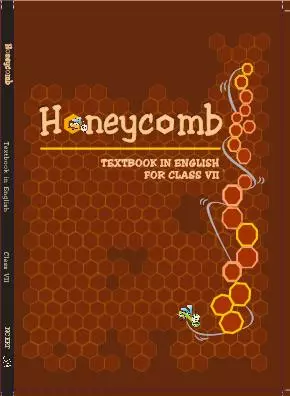 Honeycomb
TEXTBOOK IN ENGLISH
FOR CLASS VII
Honeycomb
Textbook in English
Class VII
NCERT